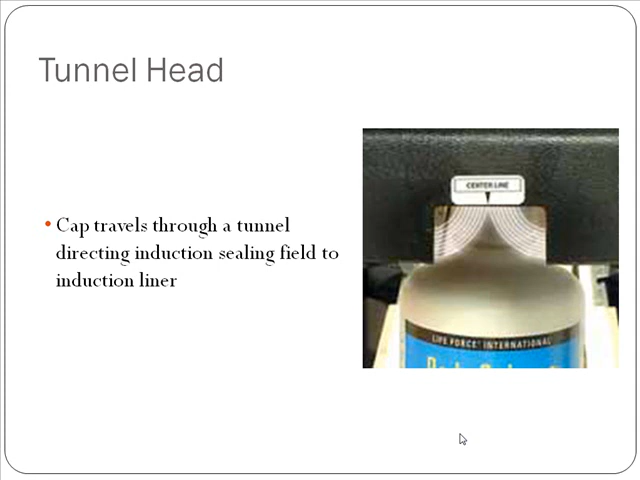 Tunnel Head
CENTER LINE
Cap travels through a tunnel
directing induction sealing field to
induction liner
LIFE FORCE INTERNATIONAL